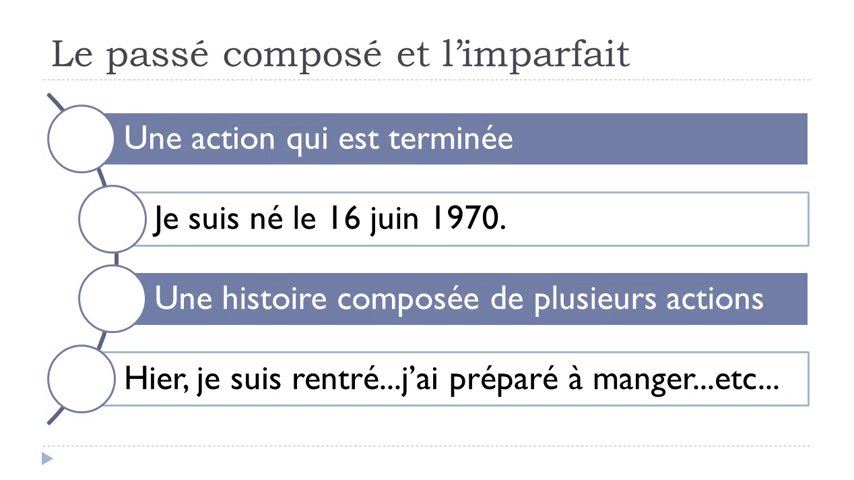 Le passé composé et l’imparfait
Une action qui est terminée
Je suis né le 16 juin 1970.
Une histoire composée de plusieurs actions
Hier, je suis rentré...j’ai préparé à manger...etc...